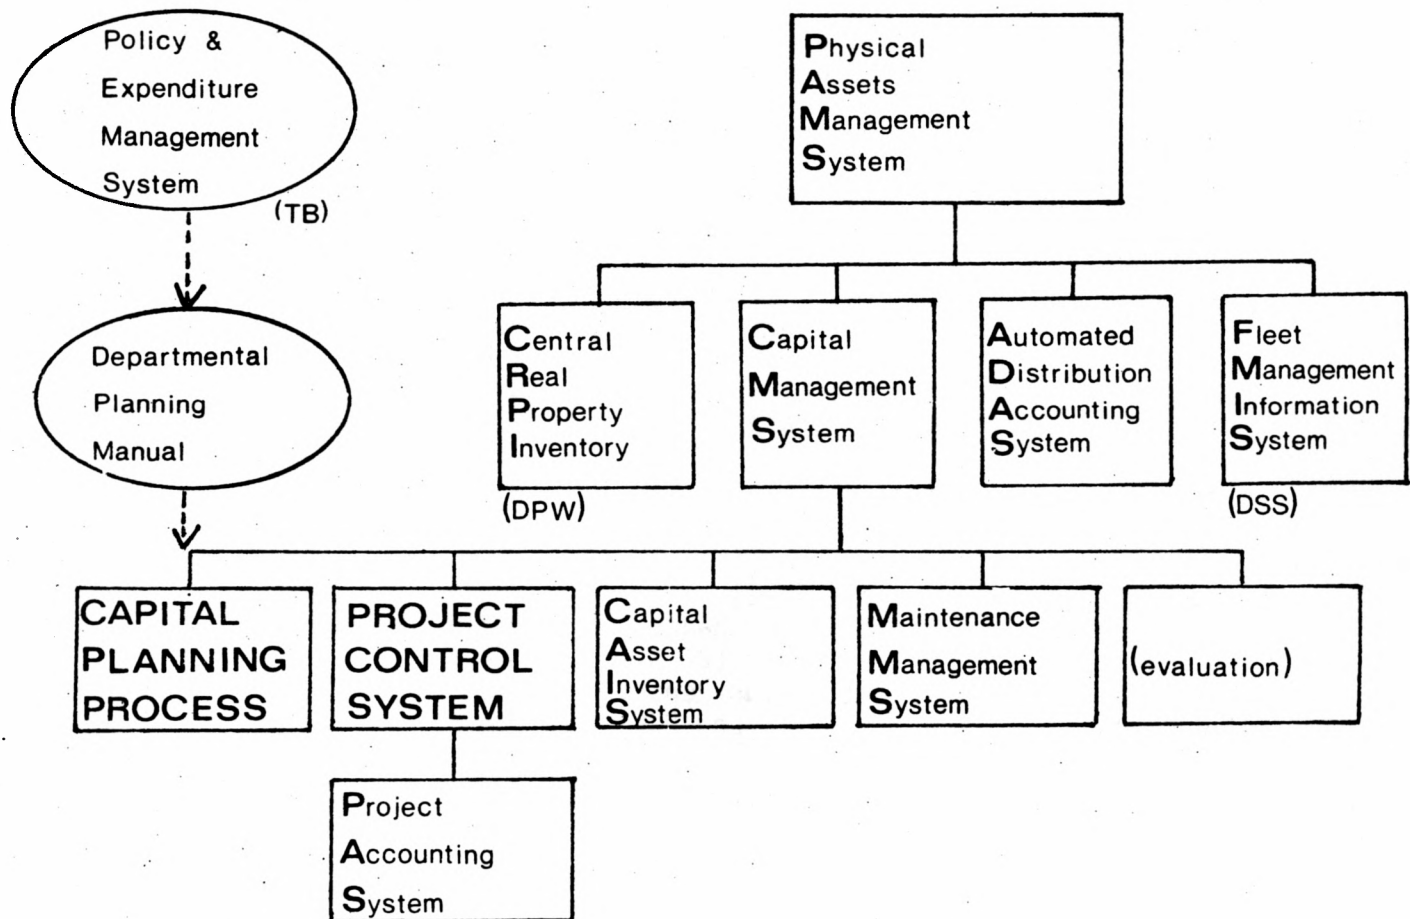 Policy &
Expenditure
Management
System
(TB)
Physical
Assets
Management
System
Departmental
Planning
Manual
Central
Real
Property
Inventory
(DPW)
Capital
Management
System
Automated
Distribution
Accounting
System
Fleet
Management
Information
System
(DSS)
CAPITAL
PLANNING
PROCESS
PROJECT
CONTROL
SYSTEM
Capital
Asset
Inventory
System
Maintenance
Management
System
(evaluation)
Project
Accounting
System